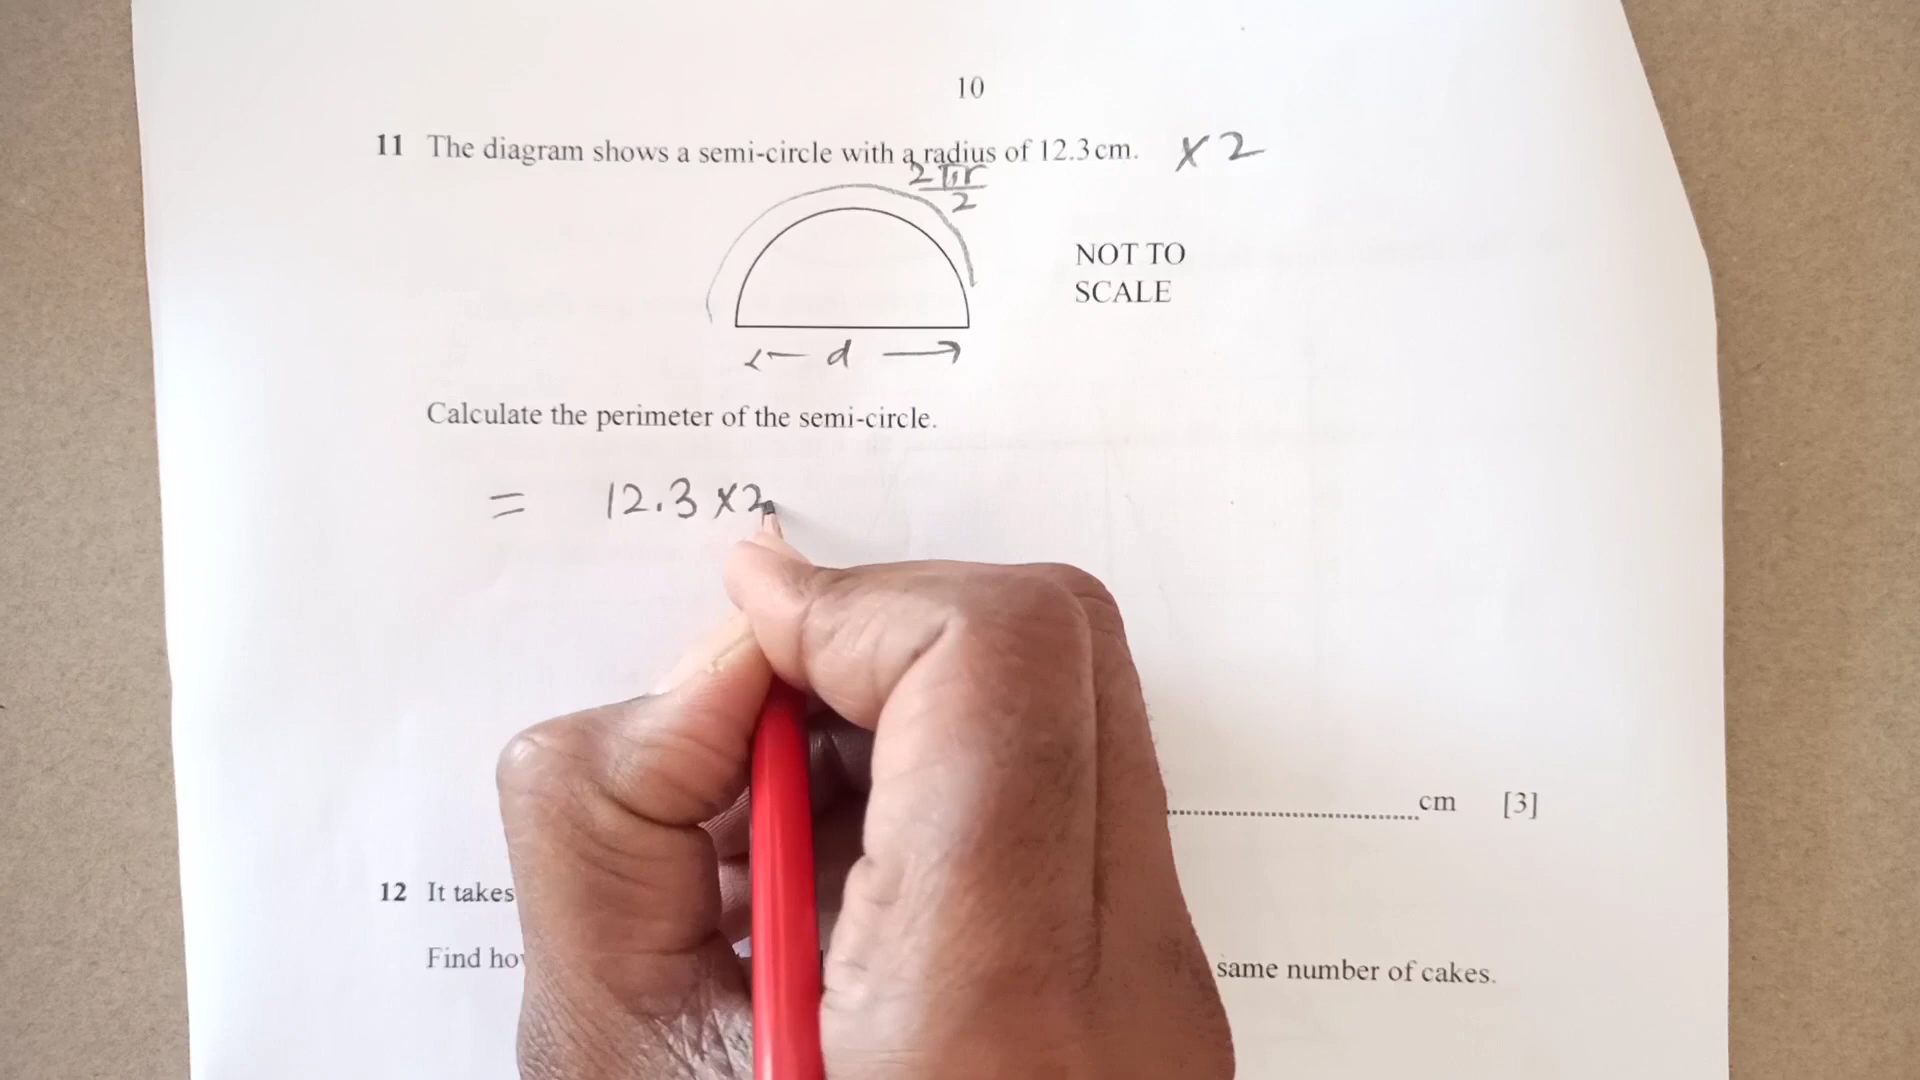 10
11 The diagram shows a semi-circle with a radius of 12.3 cm. × 2
2πr
2
NOT TO
SCALE
d
Calculate the perimeter of the semi-circle.
= 12.3 × 2
cm [3]
12 It takes
Find
same number of cakes.